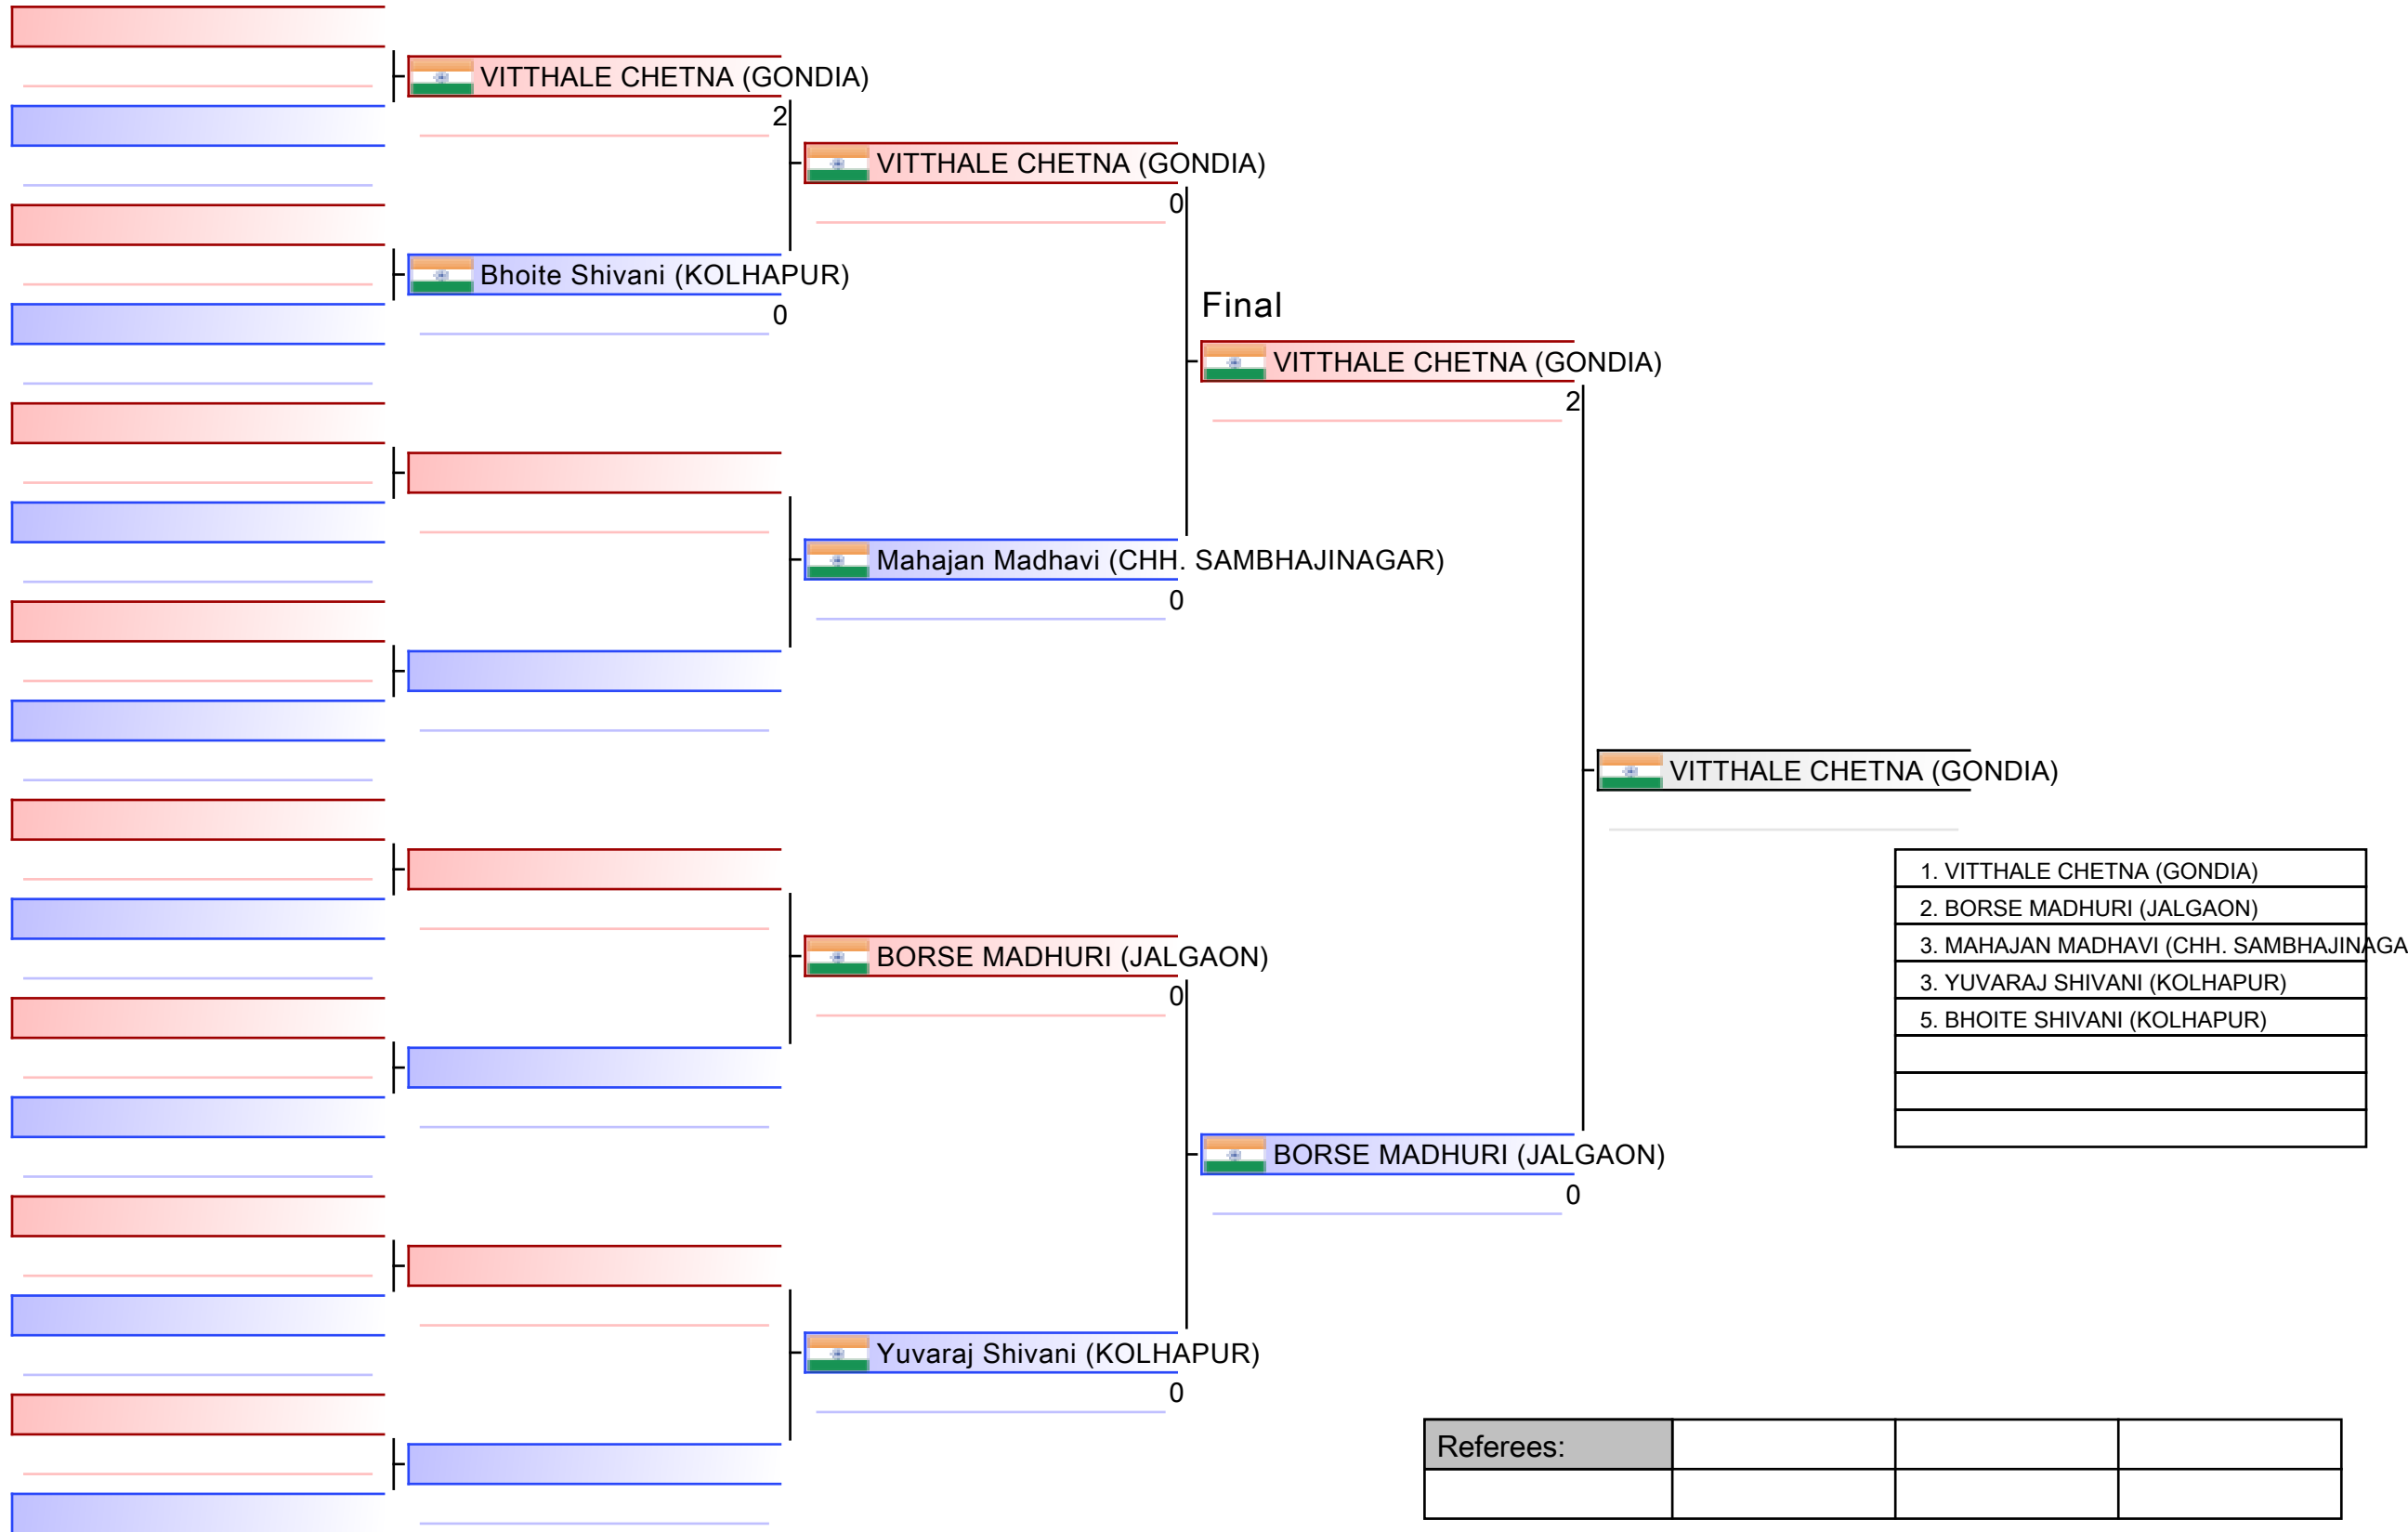 VITTHALE CHETNA (GONDIA)
2
VITTHALE CHETNA (GONDIA)
0
Bhoite Shivani (KOLHAPUR)
0
Final
VITTHALE CHETNA (GONDIA)
2
Mahajan Madhavi (CHH. SAMBHAJINAGAR)
0
VITTHALE CHETNA (GONDIA)
1. VITTHALE CHETNA (GONDIA)
2. BORSE MADHURI (JALGAON)
3. MAHAJAN MADHAVI (CHH. SAMBHAJINAGA
3. YUVARAJ SHIVANI (KOLHAPUR)
5. BHOITE SHIVANI (KOLHAPUR)
BORSE MADHURI (JALGAON)
0
BORSE MADHURI (JALGAON)
0
Yuvaraj Shivani (KOLHAPUR)
0
Referees: